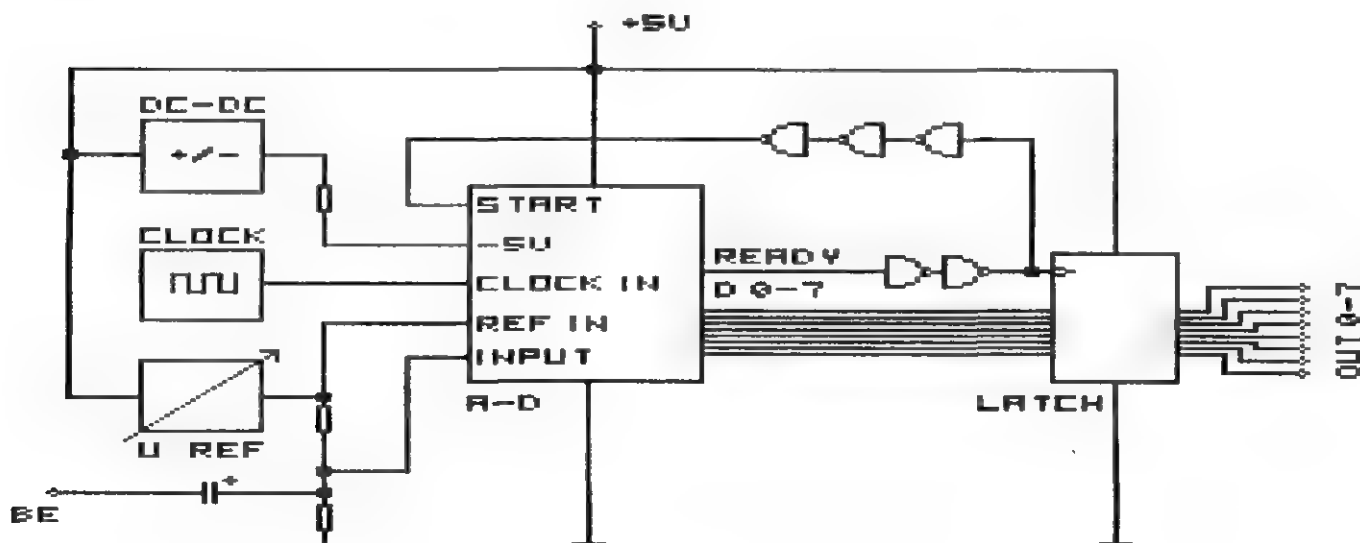 +5V
DC-DC
+/-
START
-5V
CLOCK
READY
CLOCK IN
D 0-7
REF IN
INPUT
OUT 0-7
A-D
LATCH
U REF
+
BE